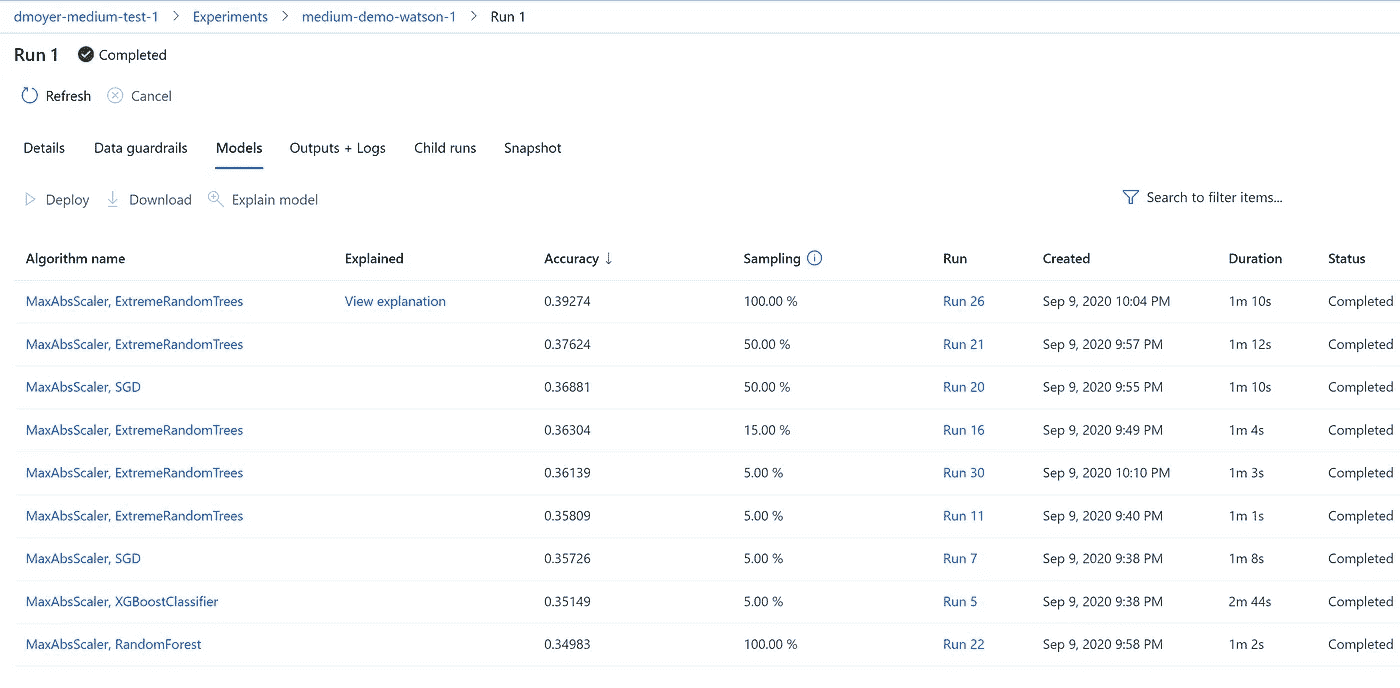 dmoyer-medium-test-1 > Experiments > medium-demo-watson-1 > Run 1
Run 1 Completed
Refresh Cancel
Details Data guardrails Models Outputs + Logs Child runs Snapshot
Deploy Download Explain model Search to filter items...
Algorithm name Explained Accuracy ↓ Sampling Run Created Duration Status
MaxAbsScaler, ExtremeRandomTrees View explanation 0.39274 100.00 % Run 26 Sep 9, 2020 10:04 PM 1m 10s Completed
MaxAbsScaler, ExtremeRandomTrees 0.37624 50.00 % Run 21 Sep 9, 2020 9:57 PM 1m 12s Completed
MaxAbsScaler, SGD 0.36881 50.00 % Run 20 Sep 9, 2020 9:55 PM 1m 10s Completed
MaxAbsScaler, ExtremeRandomTrees 0.36304 15.00 % Run 16 Sep 9, 2020 9:49 PM 1m 4s Completed
MaxAbsScaler, ExtremeRandomTrees 0.36139 5.00 % Run 30 Sep 9, 2020 10:10 PM 1m 3s Completed
MaxAbsScaler, ExtremeRandomTrees 0.35809 5.00 % Run 11 Sep 9, 2020 9:40 PM 1m 1s Completed
MaxAbsScaler, SGD 0.35726 5.00 % Run 7 Sep 9, 2020 9:38 PM 1m 8s Completed
MaxAbsScaler, XGBoostClassifier 0.35149 5.00 % Run 5 Sep 9, 2020 9:38 PM 2m 44s Completed
MaxAbsScaler, RandomForest 0.34983 100.00 % Run 22 Sep 9, 2020 9:58 PM 1m 2s Completed